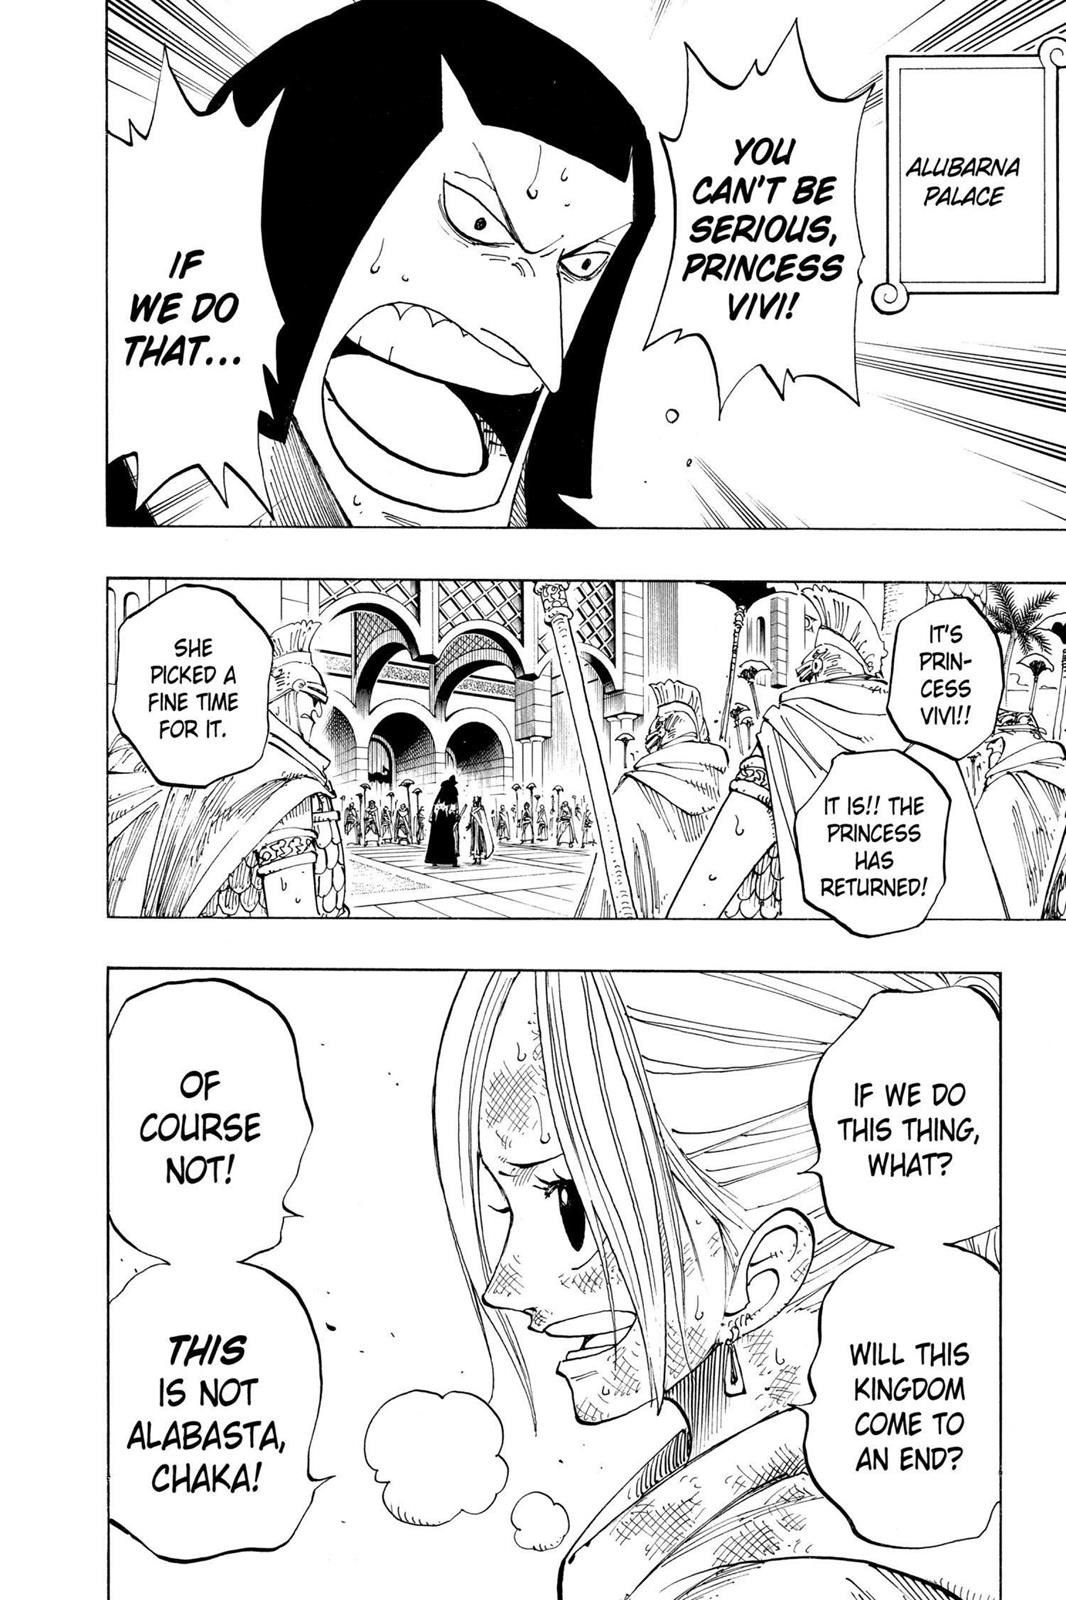 ALUBARNA
PALACE
YOU
CAN'T BE
SERIOUS,
PRINCESS
VIVI!
IF
WE DO
THAT...
IT'S
PRIN-
CESS
VIVI!!
IT IS!! THE
PRINCESS
HAS
RETURNED!
SHE
PICKED A
FINE TIME
FOR IT.
IF WE DO
THIS THING,
WHAT?
WILL THIS
KINGDOM
COME TO
AN END?
OF
COURSE
NOT!
THIS
IS NOT
ALABASTA,
CHAKA!